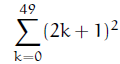 49
∑ (2k + 1)²
k=0